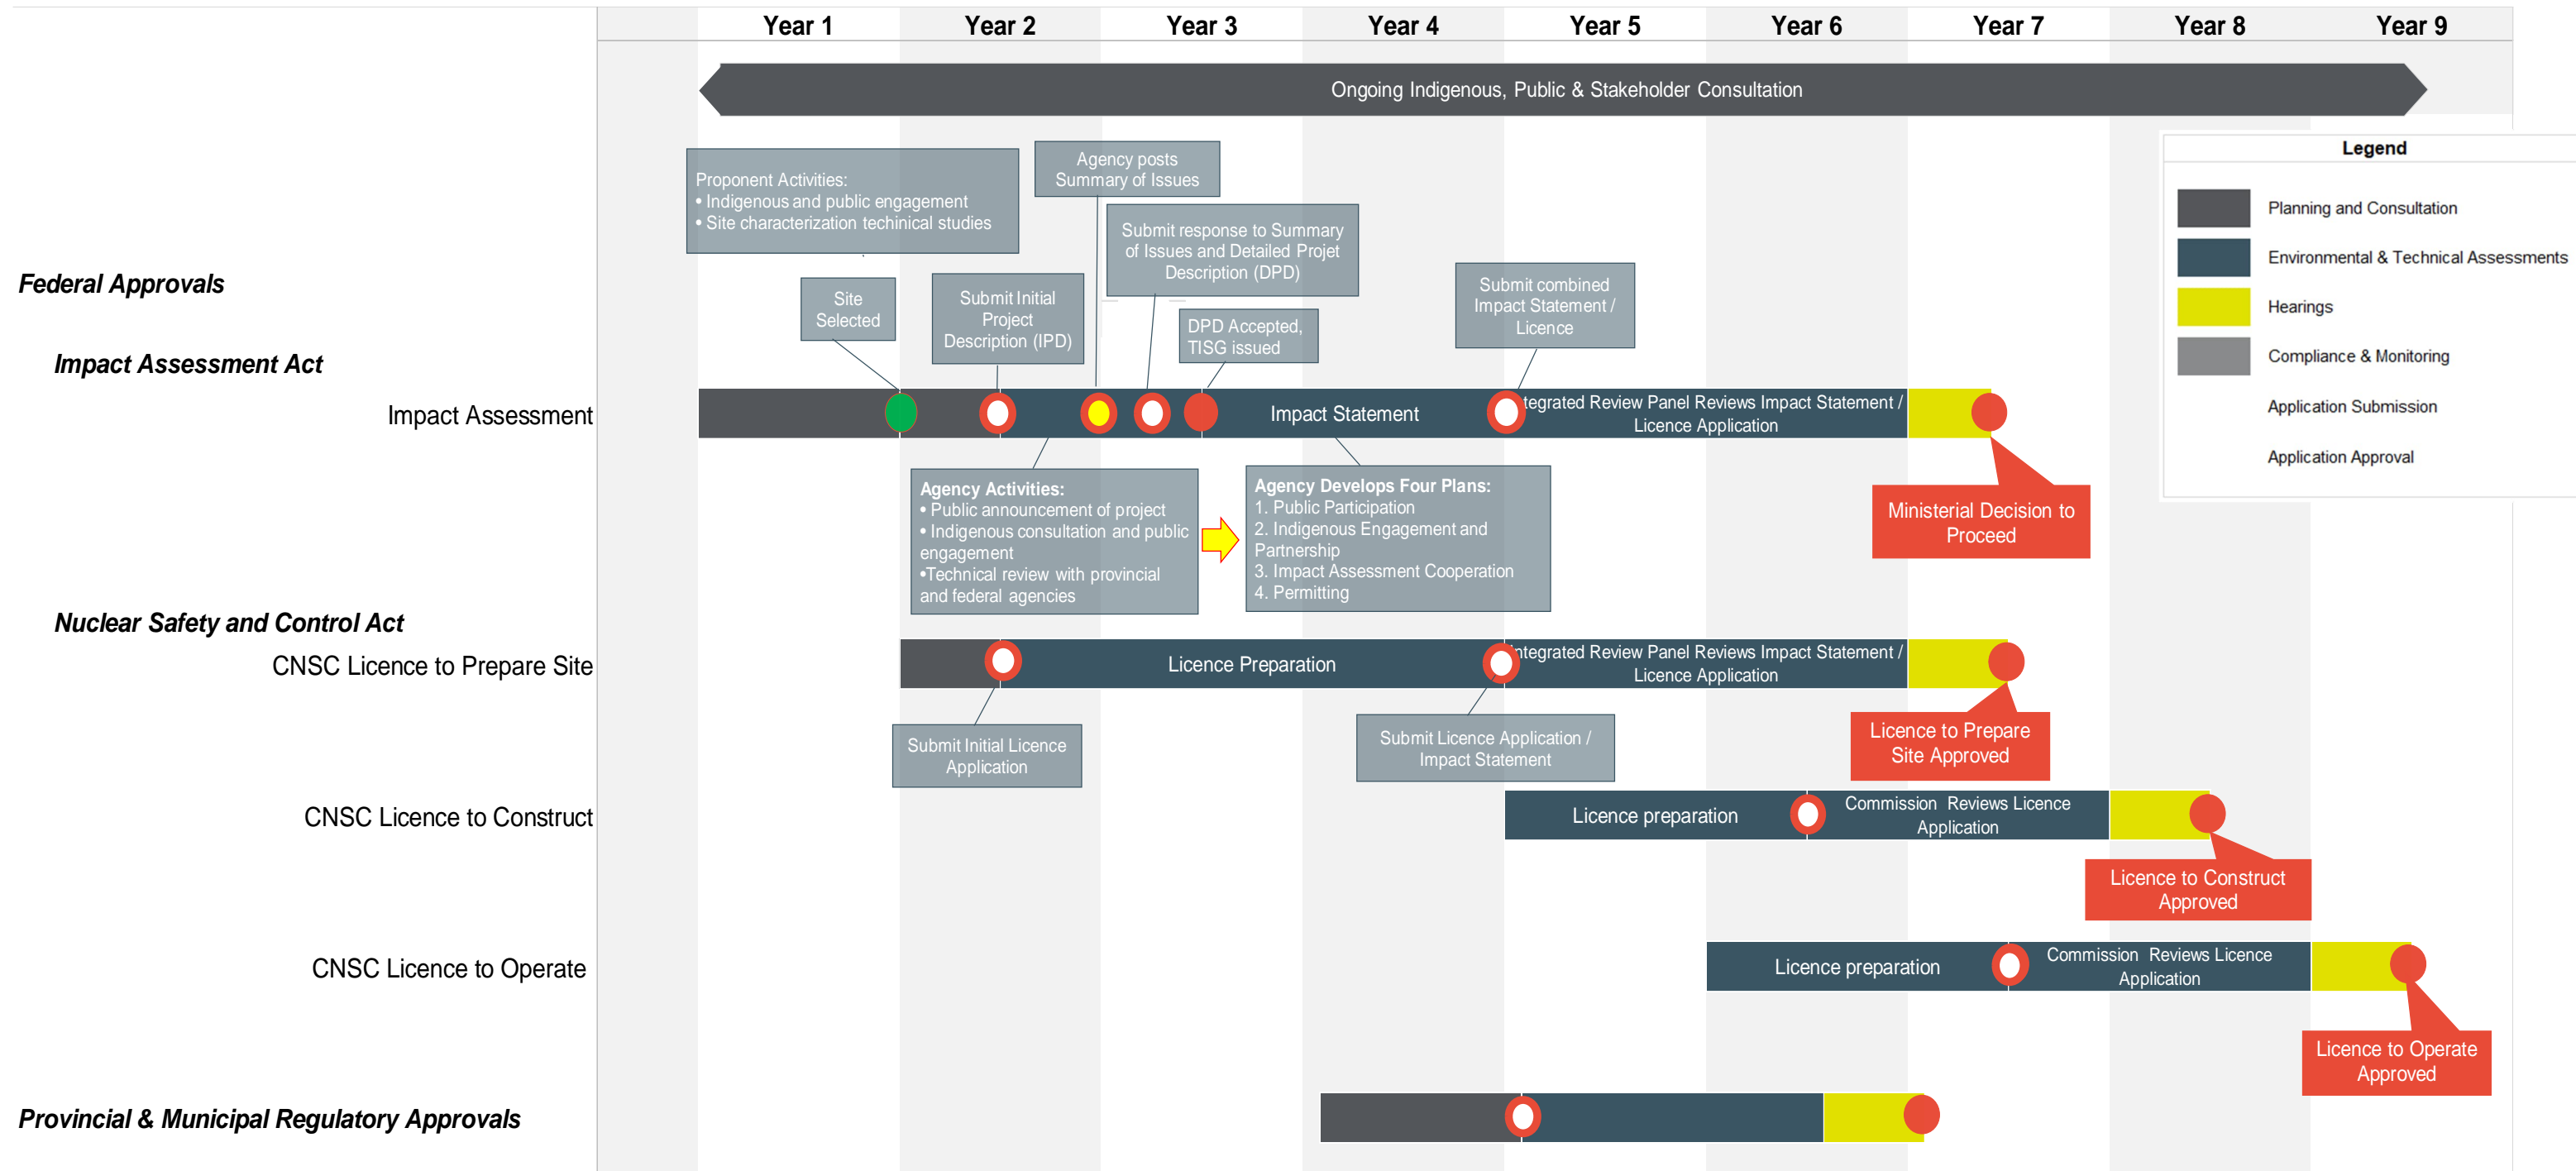 Year 1
Year 2
Year 3
Year 4
Year 5
Year 6
Year 7
Year 8
Year 9
Ongoing Indigenous, Public & Stakeholder Consultation
Legend
Planning and Consultation
Environmental & Technical Assessments
Hearings
Compliance & Monitoring
Application Submission
Application Approval
Proponent Activities:
• Indigenous and public engagement
• Site characterization techinical studies
Agency posts
Summary of Issues
Submit response to Summary
of Issues and Detailed Projet
Description (DPD)
Federal Approvals
Site
Selected
Submit Initial
Project
Description (IPD)
DPD Accepted,
TISG issued
Submit combined
Impact Statement /
Licence
Impact Assessment Act
Impact Assessment
Impact Statement
tegrated Review Panel Reviews Impact Statement /
Licence Application
Agency Activities:
• Public announcement of project
• Indigenous consultation and public
engagement
•Technical review with provincial
and federal agencies
Agency Develops Four Plans:
1. Public Participation
2. Indigenous Engagement and
Partnership
3. Impact Assessment Cooperation
4. Permitting
Ministerial Decision to
Proceed
Nuclear Safety and Control Act
CNSC Licence to Prepare Site
Licence Preparation
Integrated Review Panel Reviews Impact Statement /
Licence Application
Submit Initial Licence
Application
Submit Licence Application /
Impact Statement
Licence to Prepare
Site Approved
CNSC Licence to Construct
Licence preparation
Commission Reviews Licence
Application
Licence to Construct
Approved
CNSC Licence to Operate
Licence preparation
Commission Reviews Licence
Application
Licence to Operate
Approved
Provincial & Municipal Regulatory Approvals